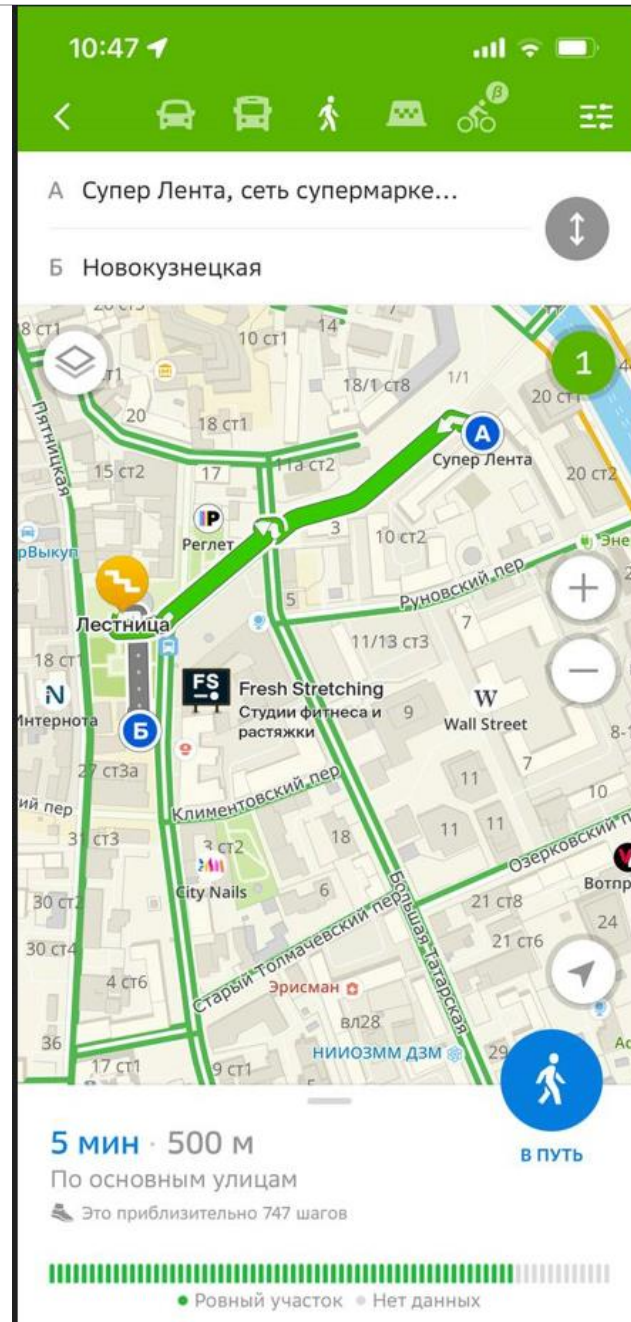 10:47
β
А Супер Лента, сеть супермарке...
Б Новокузнецкая
10 ст1
14
1
18/1 ст8
1/1
20
18 ст1
А
Пятницкая
15 ст2
17
11а ст2
Супер Лента
20 ст2
Реглет
3
10 ст2
рВыкуп
Руновский пер
Лестница
5
7
11/13 ст3
18 ст1
FS
Fresh Stretching
Студии фитнеса и
растяжки
N
Интернота
9
W
Wall Street
Б
27 ст3а
7
11
10
Климентовский пер
ий пер
31 ст3
3 ст2
18
11
11
Озерковский п
City Nails
6
Вотпр
30 ст2
21 ст8
24
30 ст4
21 ст6
Большая Татарская
Старый Толмачёвский пер
4 ст6
Эрисман
вл28
36
НИИОЗММ ДЗМ
29
17 ст1
9 ст1
5 мин · 500 м
В ПУТЬ
По основным улицам
Это приблизительно 747 шагов
Ровный участок
Нет данных